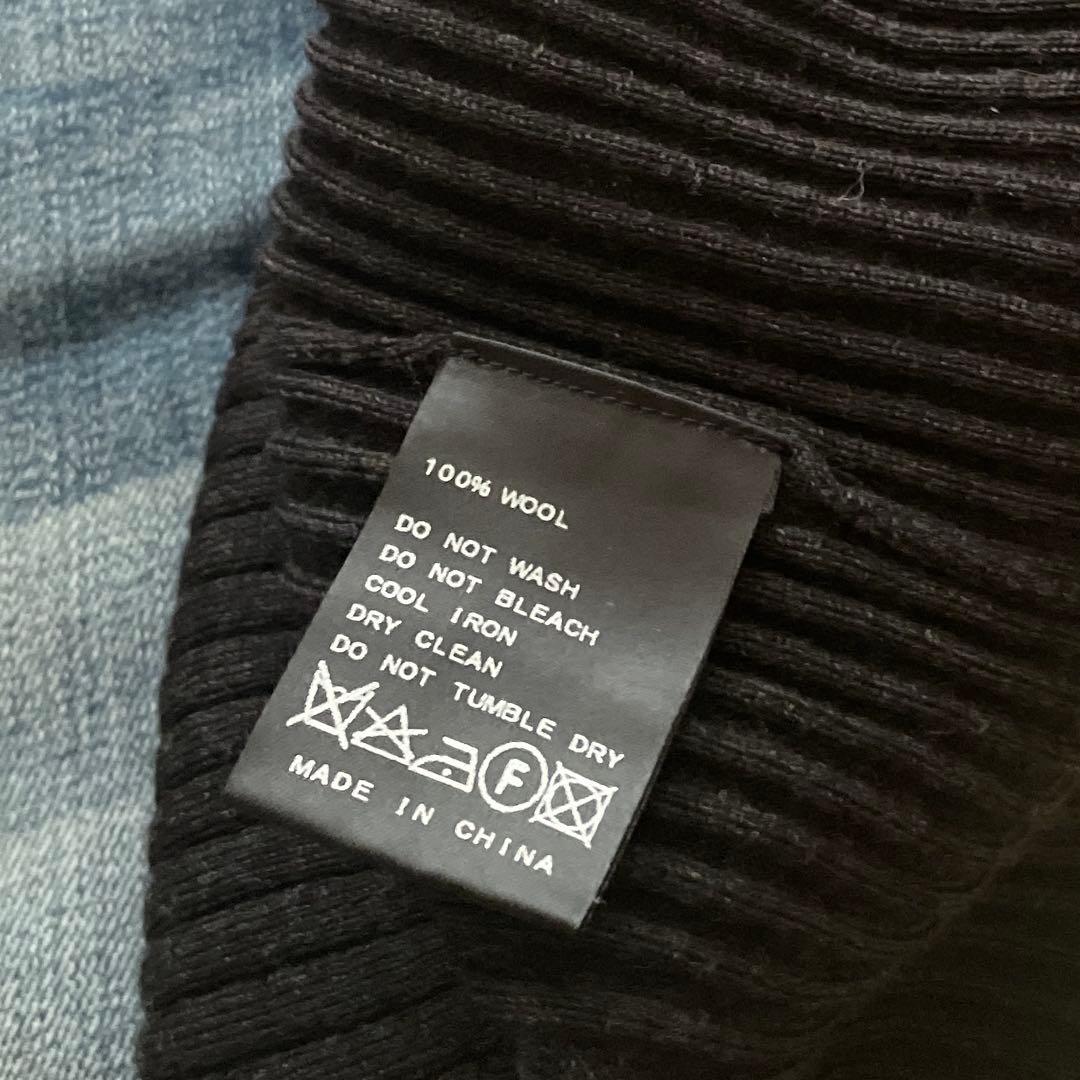 100% WOOL
DO NOT WASH
DO NOT BLEACH
COOL IRON
DRY CLEAN
DO NOT TUMBLE DRY
F
MADE IN CHINA